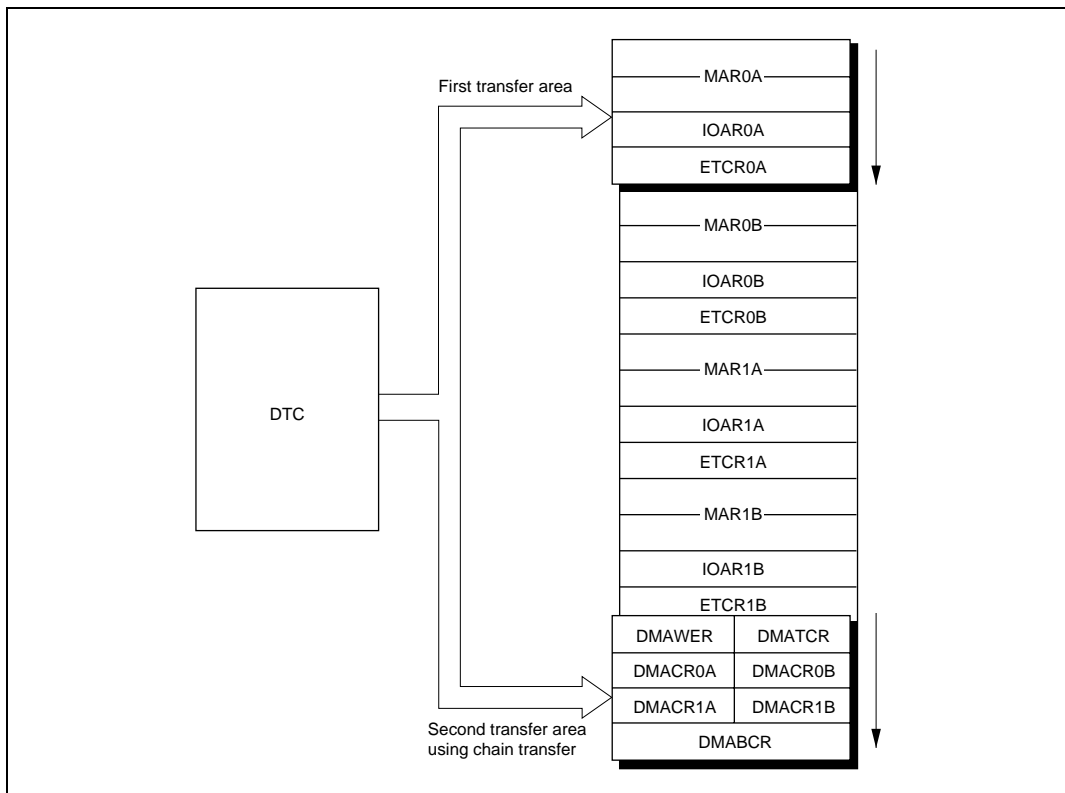 First transfer area
MAR0A
IOAR0A
ETCR0A
MAR0B
IOAR0B
ETCR0B
MAR1A
DTC
IOAR1A
ETCR1A
MAR1B
IOAR1B
ETCR1B
DMAWER DMATCR
DMACR0A DMACR0B
DMACR1A DMACR1B
Second transfer area
using chain transfer
DMABCR